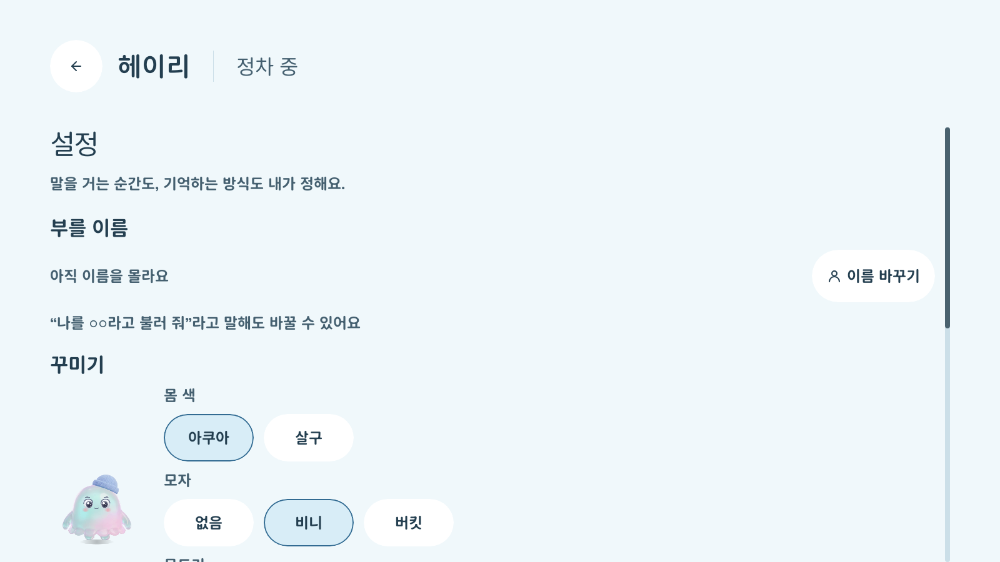 헤이리
정차 중
설정
말을 거는 순간도, 기억하는 방식도 내가 정해요.
부를 이름
아직 이름을 몰라요
이름 바꾸기
“나를 ○○라고 불러 줘”라고 말해도 바꿀 수 있어요
꾸미기
몸 색
아쿠아
살구
모자
없음
비니
버킷